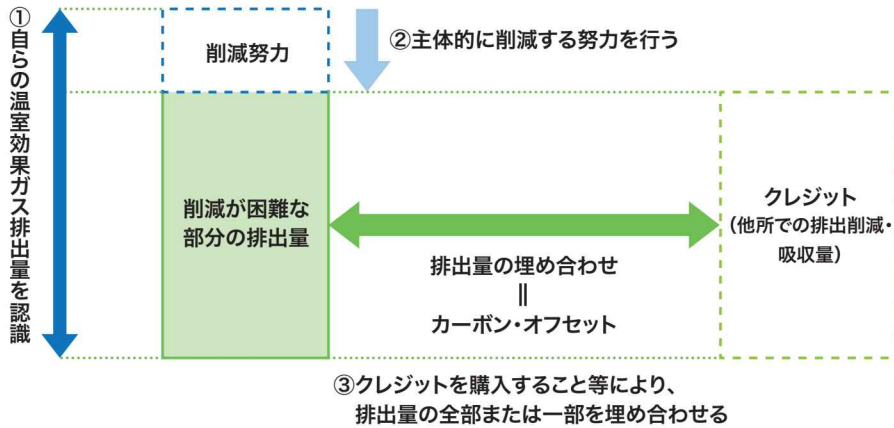 ①自らの温室効果ガス排出量を認識
削減努力
②主体的に削減する努力を行う
削減が困難な
部分の排出量
排出量の埋め合わせ
||
カーボン・オフセット
クレジット
(他所での排出削減・
吸収量)
③クレジットを購入すること等により、
排出量の全部または一部を埋め合わせる